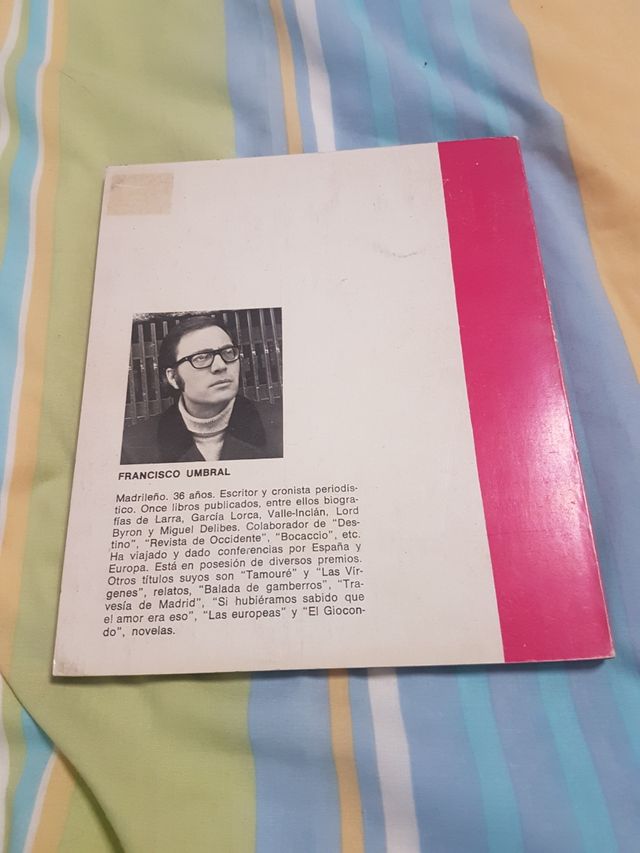 FRANCISCO UMBRAL
Madrileño. 36 años. Escritor y cronista periodís-
tico. Once libros publicados, entre ellos biogra-
fías de Larra, García Lorca, Valle-Inclán, Lord
Byron y Miguel Delibes. Colaborador de "Des-
tino", "Revista de Occidente", "Bocaccio", etc.
Ha viajado y dado conferencias por España y
Europa. Está en posesión de diversos premios.
Otros títulos suyos son "Tamouré" y "Las Vír-
genes", relatos, "Balada de gamberros", "Tra-
vesía de Madrid", "Si hubiéramos sabido que
el amor era eso", "Las europeas" y "El Giocon-
do", novelas.